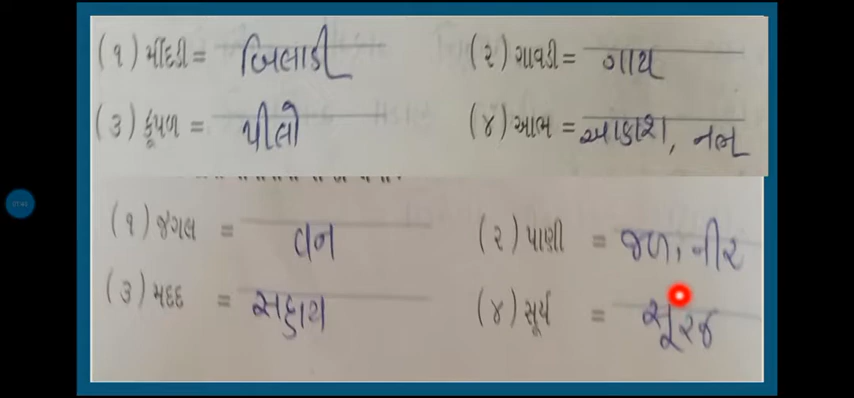 (૧) મીંદડી = બિલાડી (૨) ગાવડી = ગાય
(૩) કૂંપળ = પીલો (૪) આભ = આકાશ, નભ
(૧) જંગલ = વન (૨) પાણી = જળ, નીર
(૩) મદદ = સહાય (૪) સૂર્ય = સૂરજ